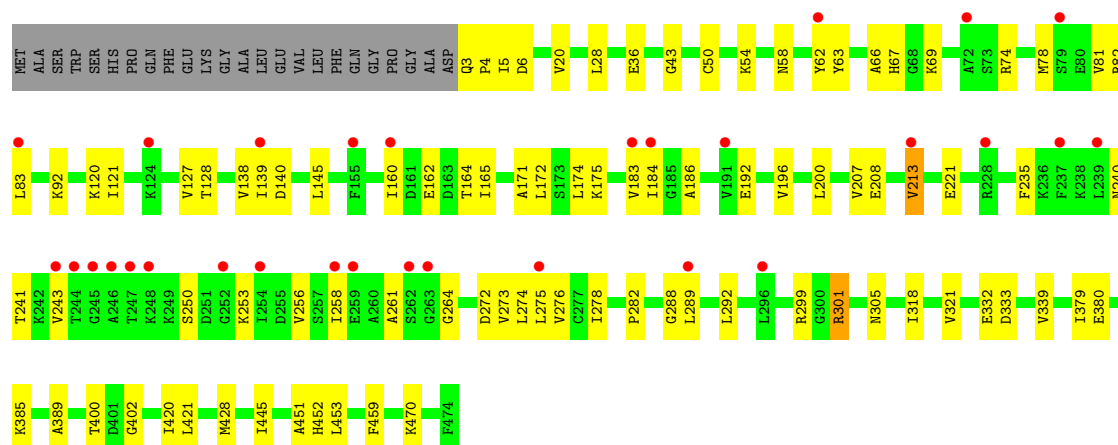 MET ALA SER TRP SER HIS PRO GLN PHE GLU LYS GLY ALA LEU GLU VAL LEU PHE GLN GLY PRO GLY ALA ASP Q3 P4 I5 D6 V20 L28 E36 G43 C50 K54 N58 Y62 Y63 A66 H67 G68 K69 A72 S73 R74 M78 S79 E80 V81
L83 K92 K120 I121 K124 V127 T128 V138 I139 D140 L145 F155 I160 D161 E162 D163 T164 I165 A171 L172 S173 L174 K175 V183 I184 G185 A186 V191 E192 V196 L200 V207 E208 V213 E221 R228 F235 K236 F237 K238 L239 N240
T241 K242 V243 T244 G245 A246 T247 K248 K249 S250 D251 G252 K253 I254 D255 V256 S257 I258 E259 A260 A261 S262 G263 G264 D272 V273 L274 L275 V276 C277 I278 P282 G288 L289 L292 L296 R299 G300 R301 N305 I318 V321 E332 D333 V339 I379 E380
K385 A389 T400 D401 G402 I420 L421 M428 I445 A451 H452 L453 F459 K470 F474